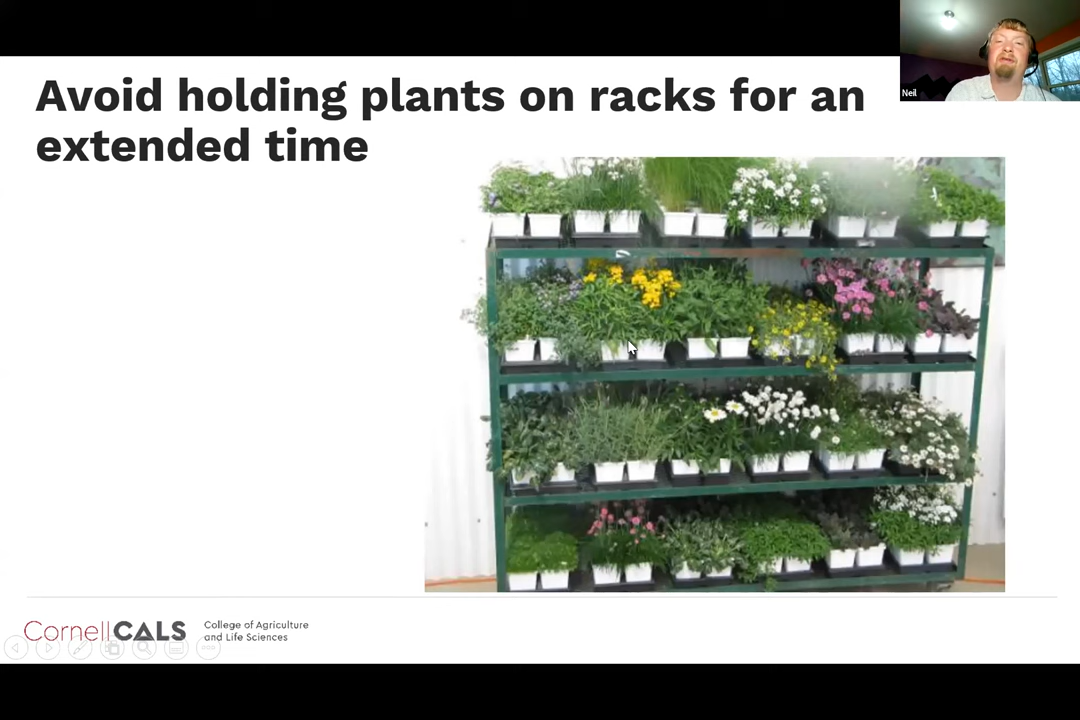 Avoid holding plants on racks for an
extended time
Neil
CornellCALS
College of Agriculture
and Life Sciences